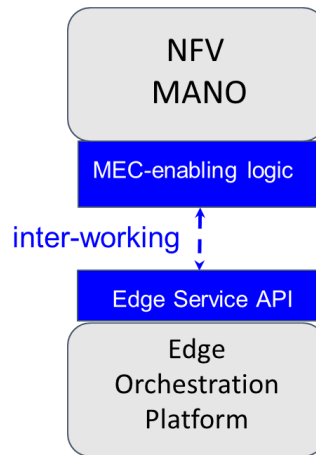 NFV
MANO
MEC-enabling logic
inter-working
Edge Service API
Edge
Orchestration
Platform